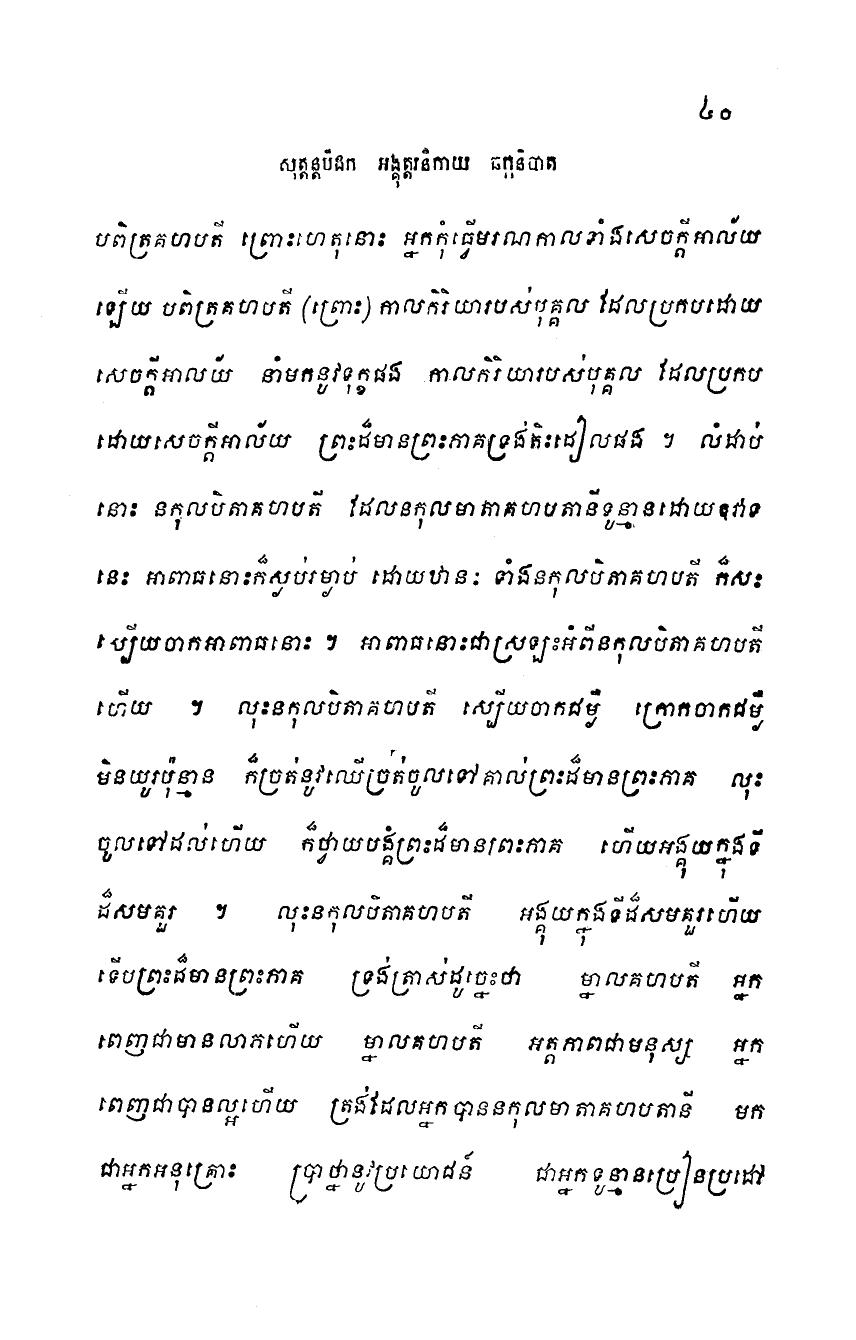 ៤០
សុត្តន្តបិដក អង្គុត្តរនិកាយ ឆក្កនិបាត
បពិត្រគហបតី ព្រោះហេតុនោះ អ្នកកុំធ្វើមរណកាលទាំងសេចក្តីអាល័យ
ឡើយ បពិត្រគហបតី (ព្រោះ) កាលកិរិយារបស់បុគ្គល ដែលប្រកបដោយ
សេចក្តីអាល័យ នាំមកនូវទុក្ខផង កាលកិរិយារបស់បុគ្គល ដែលប្រកប
ដោយសេចក្តីអាល័យ ព្រះដ៏មានព្រះភាគទ្រង់តិះដៀលផង ។ លំដាប់
នោះ នកុលបិតាគហបតី ដែលនកុលមាតាគហបតានីទូន្មានដោយឱវាទ
នេះ អាពាធនោះក៏ស្ងប់រម្ងាប់ ដោយឋានៈ ទាំងនកុលបិតាគហបតី ក៏សះ
ស្បើយចាកអាពាធនោះ ។ អាពាធនោះជាស្រឡះអំពីនកុលបិតាគហបតី
ហើយ ។ លុះនកុលបិតាគហបតី ស្បើយចាកជម្ងឺ ក្រោកចាកជម្ងឺ
មិនយូរប៉ុន្មាន ក៏ច្រត់នូវឈើច្រត់ចូលទៅគាល់ព្រះដ៏មានព្រះភាគ លុះ
ចូលទៅដល់ហើយ ក៏ថ្វាយបង្គំព្រះដ៏មានព្រះភាគ ហើយអង្គុយក្នុងទី
ដ៏សមគួរ ។ លុះនកុលបិតាគហបតី អង្គុយក្នុងទីដ៏សមគួរហើយ
ទើបព្រះដ៏មានព្រះភាគ ទ្រង់ត្រាស់ដូច្នេះថា ម្នាលគហបតី អ្នក
ពេញជាមានលាភហើយ ម្នាលគហបតី អត្តភាពជាមនុស្ស អ្នក
ពេញជាបានល្អហើយ ត្រង់ដែលអ្នកបាននកុលមាតាគហបតានី មក
ជាអ្នកអនុគ្រោះ ប្រាថ្នានូវប្រយោជន៍ ជាអ្នកទូន្មានប្រៀនប្រដៅ